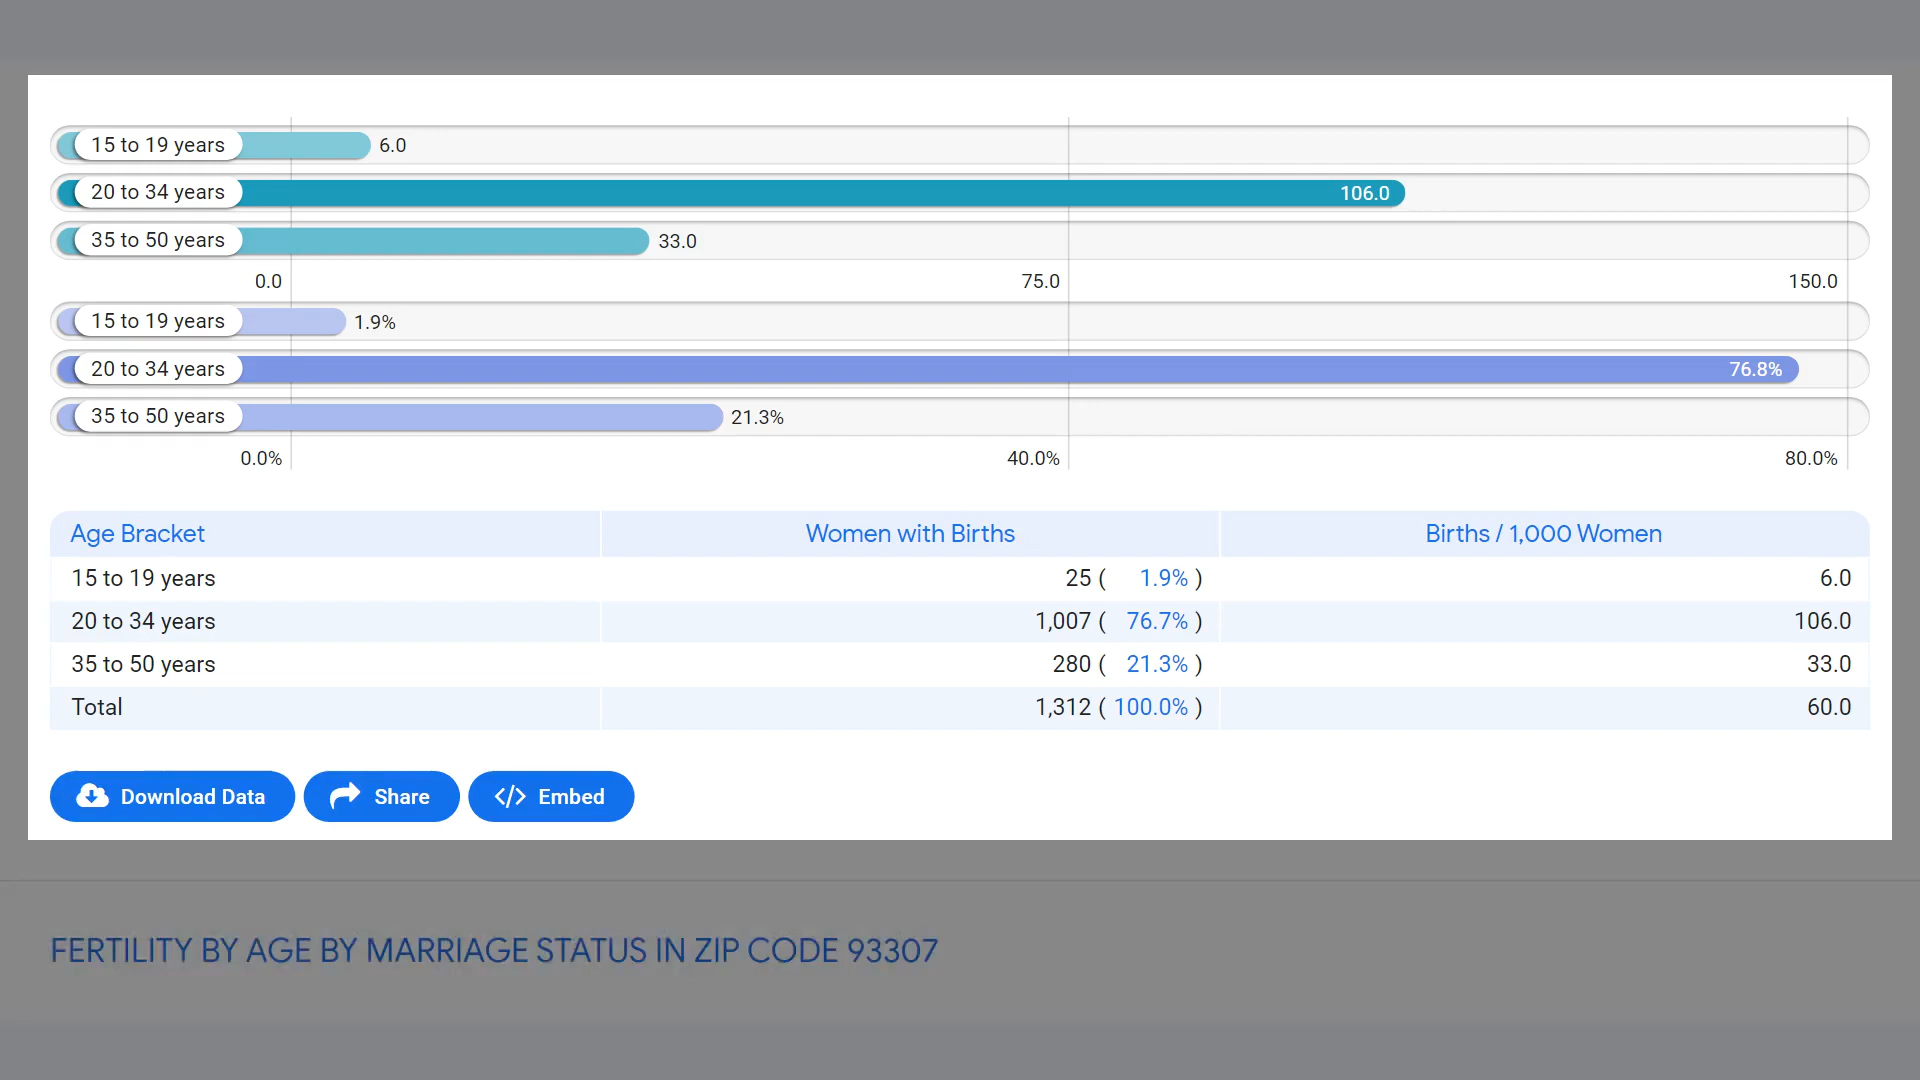 15 to 19 years 6.0
20 to 34 years 106.0
35 to 50 years 33.0
0.0 75.0 150.0
15 to 19 years 1.9%
20 to 34 years 76.8%
35 to 50 years 21.3%
0.0% 40.0% 80.0%
Age Bracket Women with Births Births / 1,000 Women
15 to 19 years 25 ( 1.9% ) 6.0
20 to 34 years 1,007 ( 76.7% ) 106.0
35 to 50 years 280 ( 21.3% ) 33.0
Total 1,312 ( 100.0% ) 60.0
Download Data Share </> Embed
FERTILITY BY AGE BY MARRIAGE STATUS IN ZIP CODE 93307